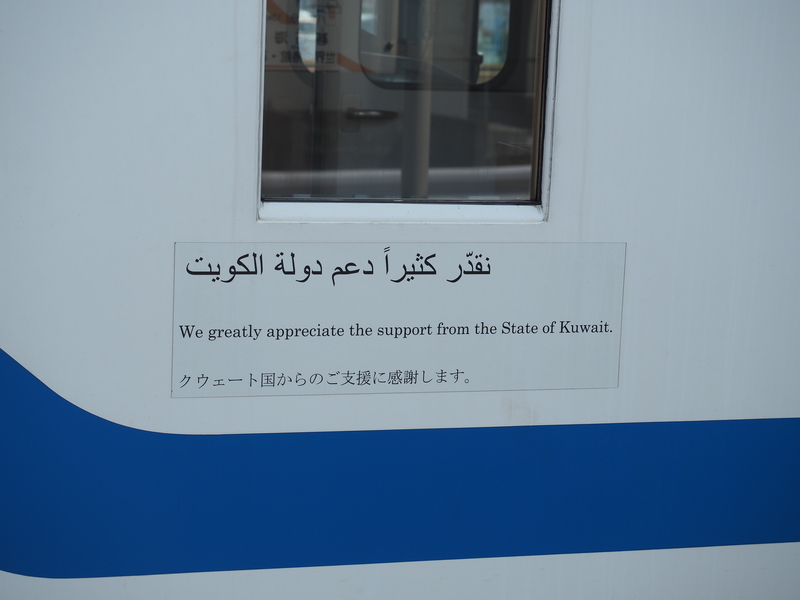 نقدّر كثيراً دعم دولة الكويت
We greatly appreciate the support from the State of Kuwait.
クウェート国からのご支援に感謝します。